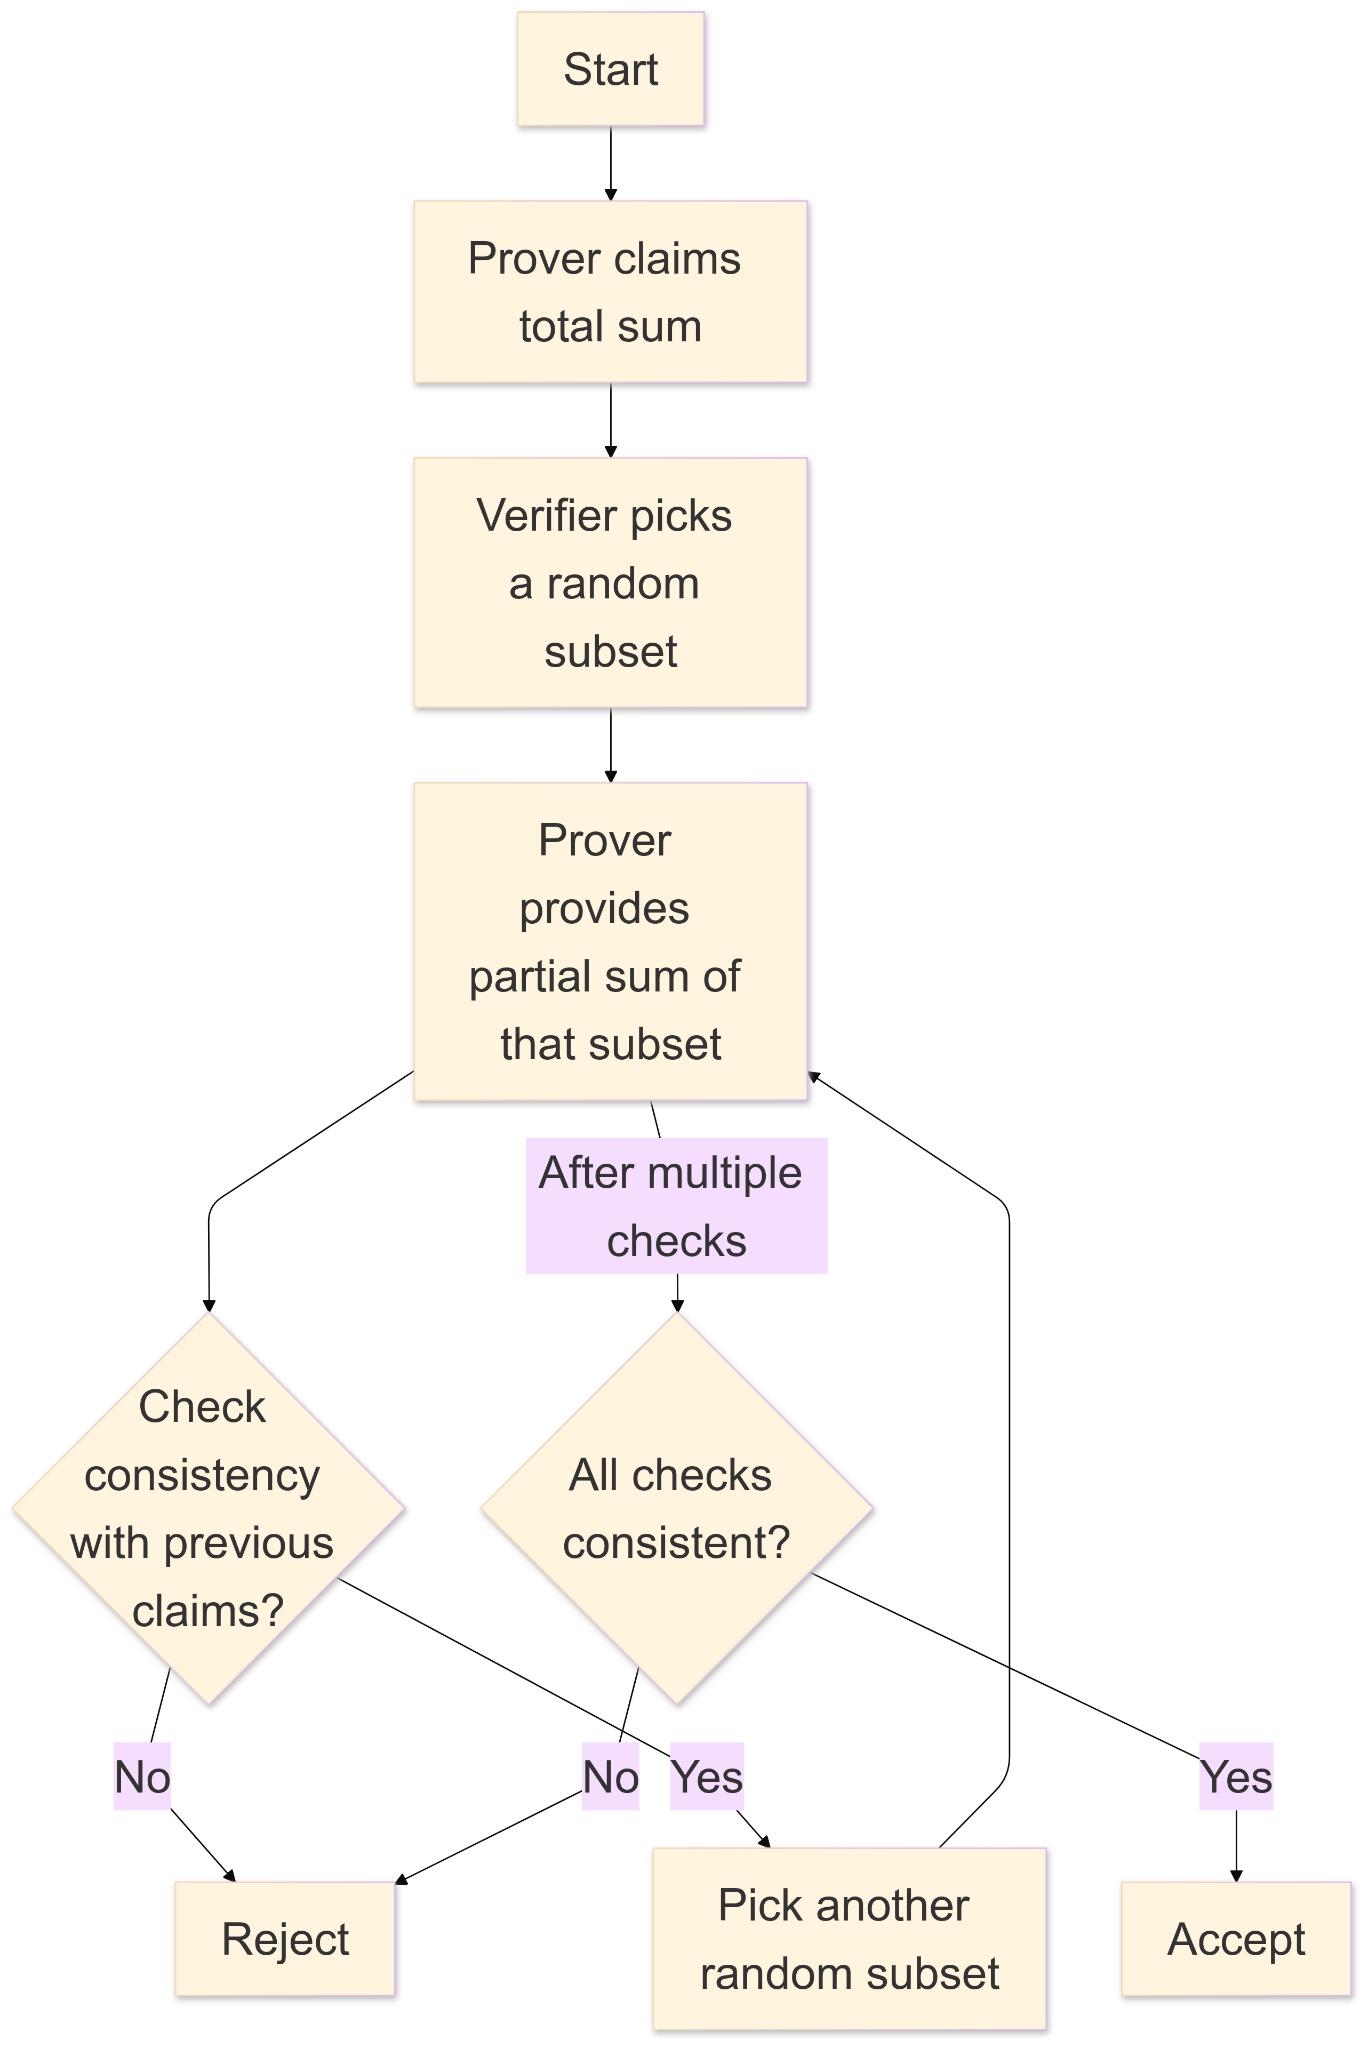 Start
Prover claims
total sum
Verifier picks
a random
subset
Prover
provides
partial sum of
that subset
After multiple
checks
Check
consistency
with previous
claims?
All checks
consistent?
No
No
Yes
Yes
Reject
Pick another
random subset
Accept